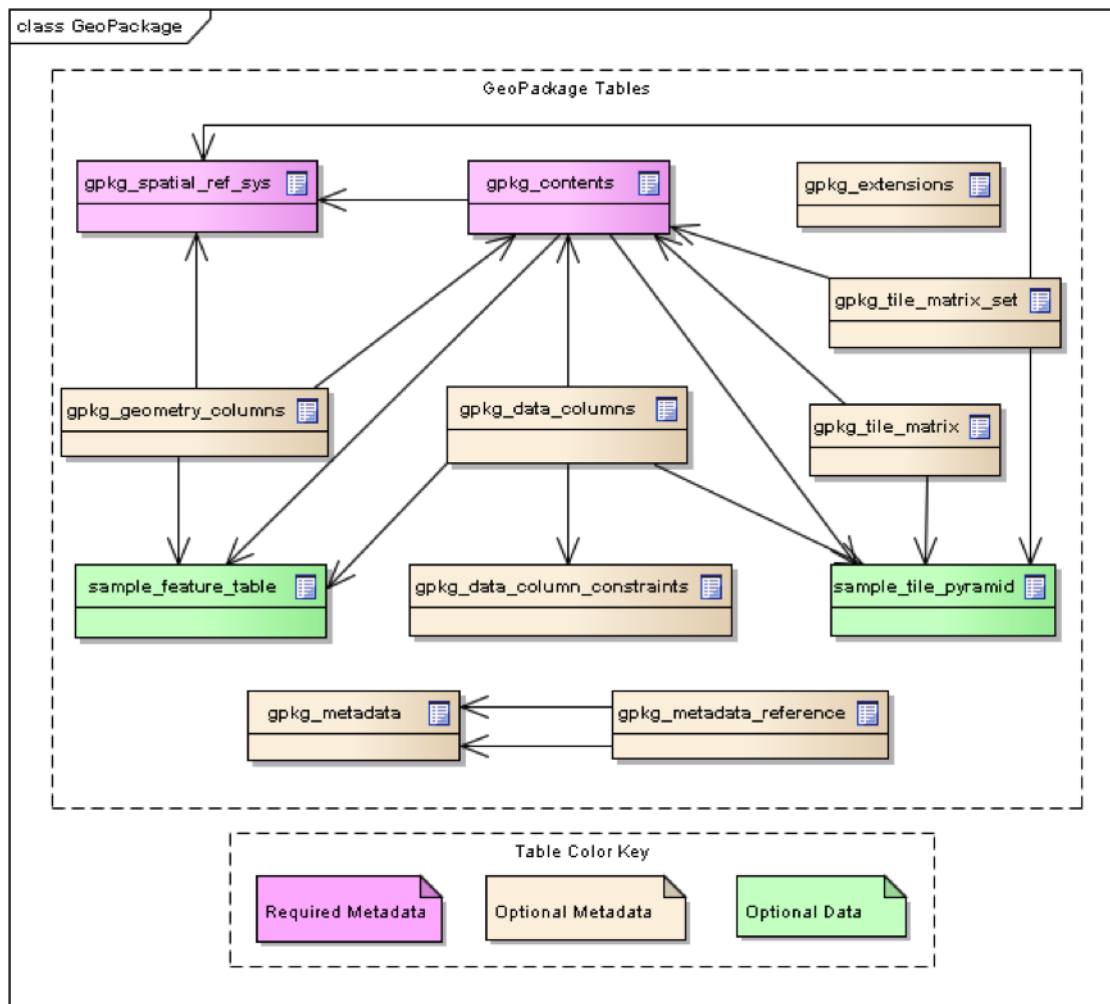 class GeoPackage
GeoPackage Tables
gpkg_spatial_ref_sys
gpkg_contents
gpkg_extensions
gpkg_tile_matrix_set
gpkg_geometry_columns
gpkg_data_columns
gpkg_tile_matrix
sample_feature_table
gpkg_data_column_constraints
sample_tile_pyramid
gpkg_metadata
gpkg_metadata_reference
Table Color Key
Required Metadata
Optional Metadata
Optional Data